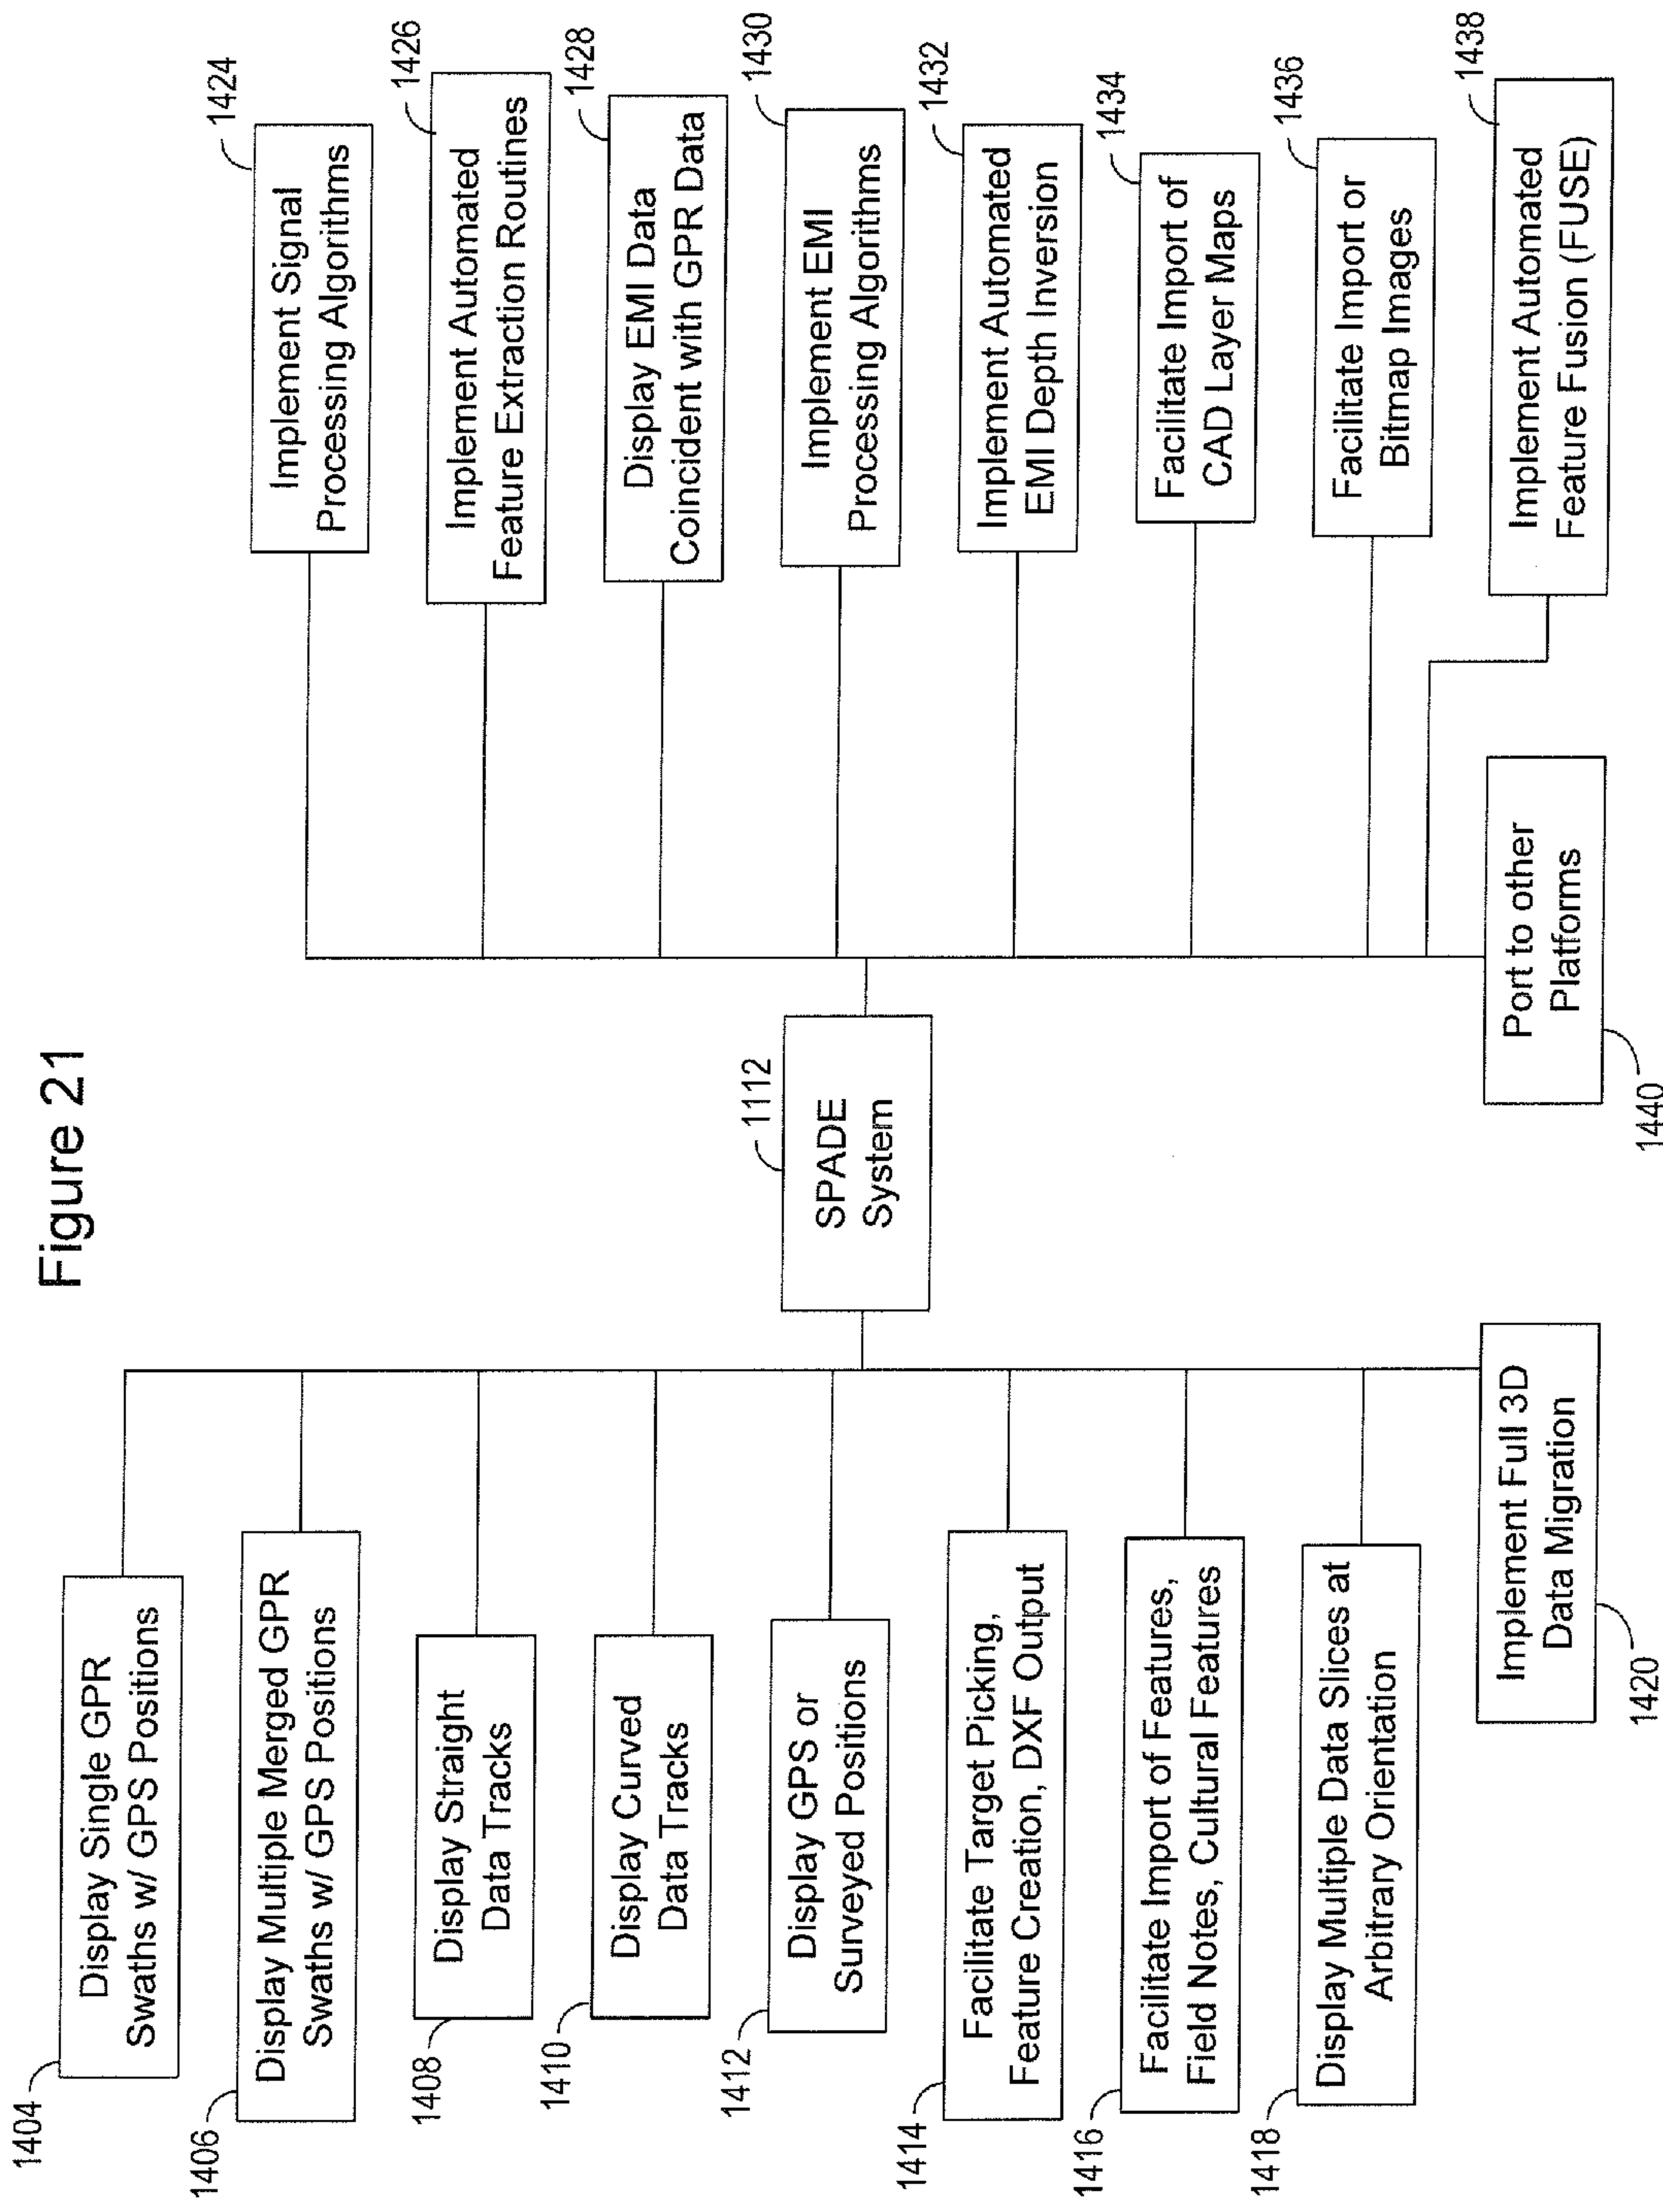 Figure 21
1404
Display Single GPR
Swaths w/ GPS Positions
1406
Display Multiple Merged GPR
Swaths w/ GPS Positions
1408
Display Straight
Data Tracks
1410
Display Curved
Data Tracks
1412
Display GPS or
Surveyed Positions
1414
Facilitate Target Picking,
Feature Creation, DXF Output
1416
Facilitate Import of Features,
Field Notes, Cultural Features
1418
Display Multiple Data Slices at
Arbitrary Orientation
Implement Full 3D
Data Migration
1420
1112
SPADE
System
1424
Implement Signal
Processing Algorithms
1426
Implement Automated
Feature Extraction Routines
1428
Display EMI Data
Coincident with GPR Data
1430
Implement EMI
Processing Algorithms
1432
Implement Automated
EMI Depth Inversion
1434
Facilitate Import of
CAD Layer Maps
1436
Facilitate Import or
Bitmap Images
1438
Implement Automated
Feature Fusion (FUSE)
Port to other
Platforms
1440